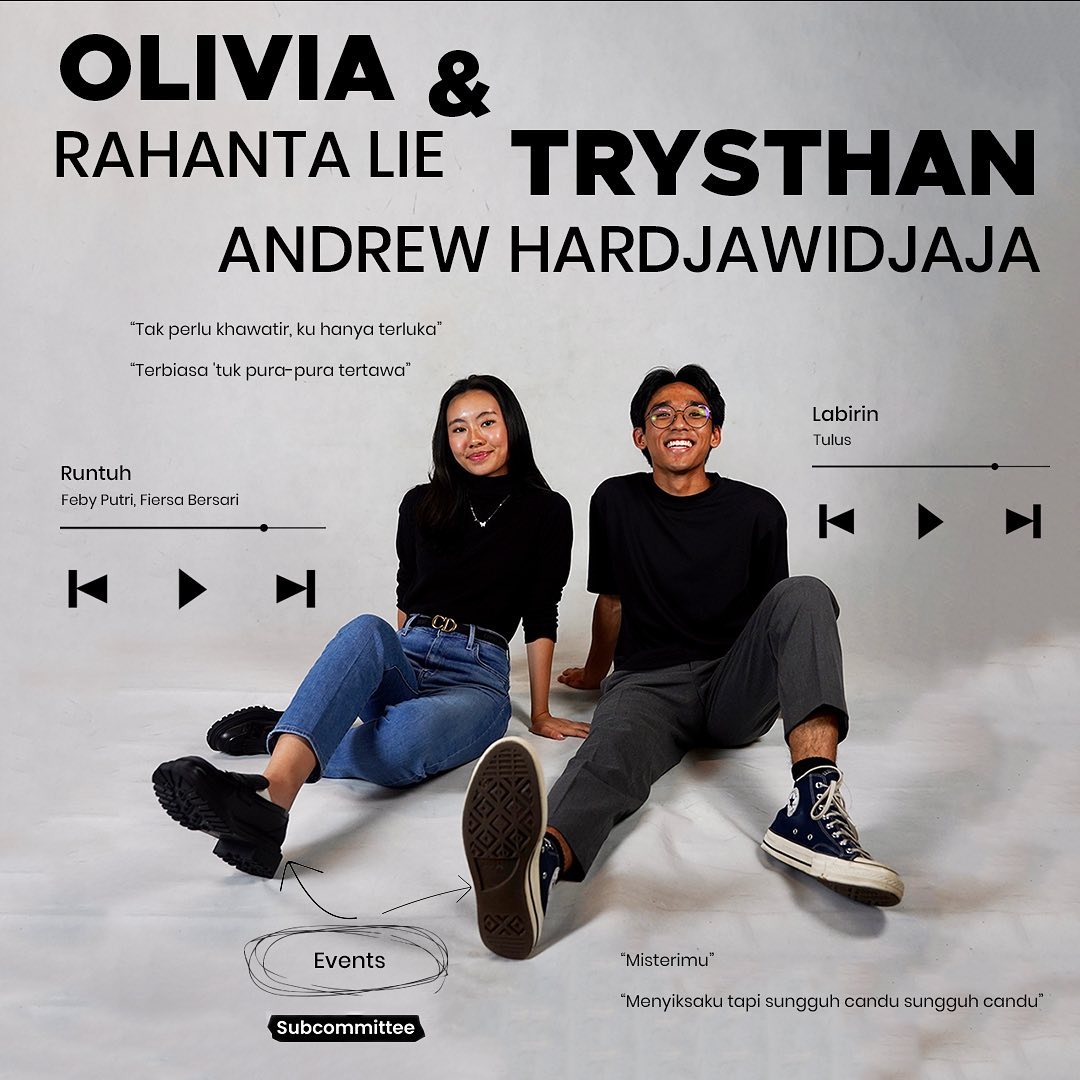 OLIVIA &
RAHANTA LIE
TRYSTHAN
ANDREW HARDJAWIDJAJA
“Tak perlu khawatir, ku hanya terluka”
“Terbiasa ‘tuk pura-pura tertawa”
Labirin
Tulus
Runtuh
Feby Putri, Fiersa Bersari
CD
Events
Subcommittee
“Misterimu”
“Menyiksaku tapi sungguh candu sungguh candu”